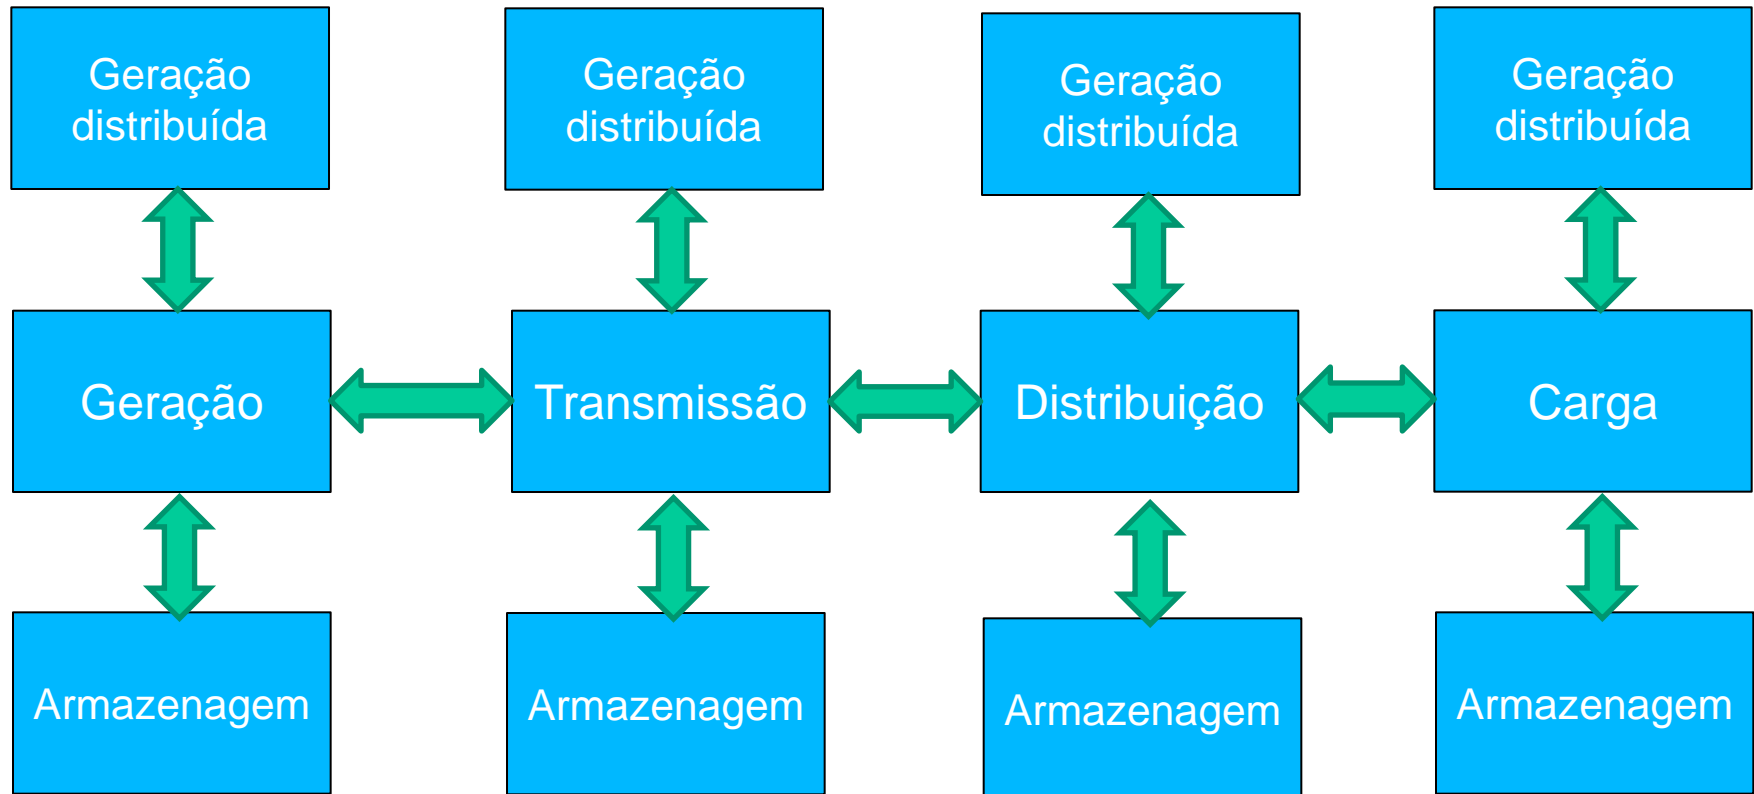 Geração
distribuída
Geração
distribuída
Geração
distribuída
Geração
distribuída
Geração
Transmissão
Distribuição
Carga
Armazenagem
Armazenagem
Armazenagem
Armazenagem